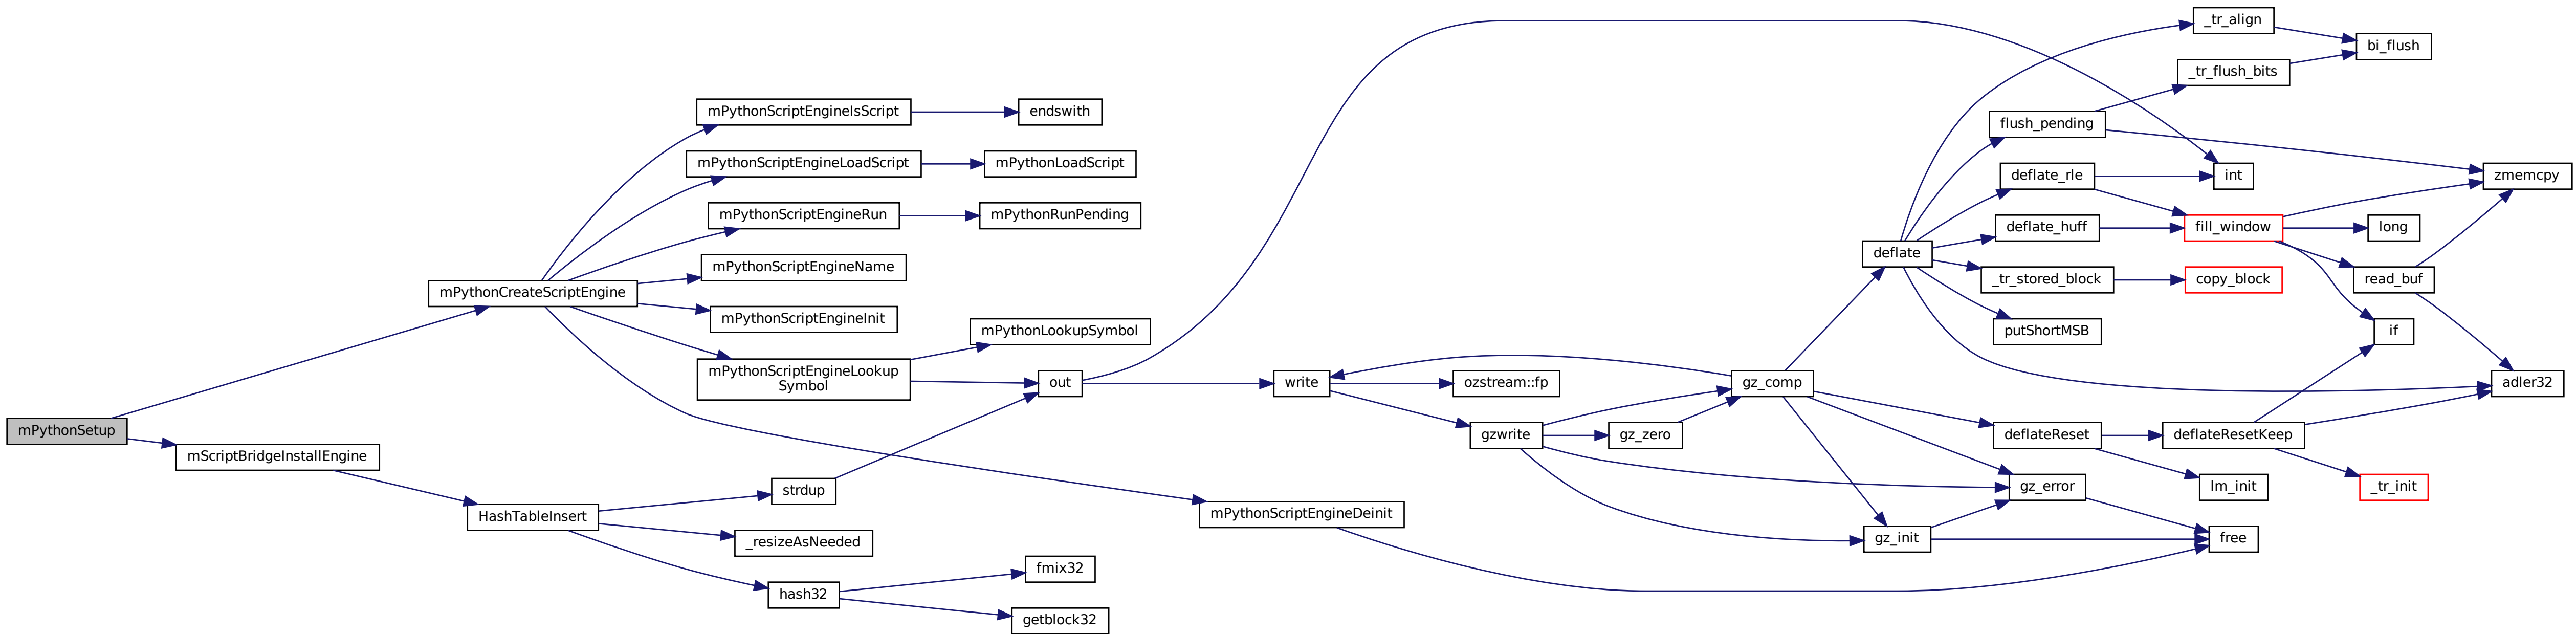 mPythonSetup
mPythonCreateScriptEngine
mScriptBridgeInstallEngine
HashTableInsert
mPythonScriptEngineIsScript
mPythonScriptEngineLoadScript
mPythonScriptEngineRun
mPythonScriptEngineName
mPythonScriptEngineInit
mPythonScriptEngineLookup
Symbol
strdup
_resizeAsNeeded
hash32
endswith
mPythonLoadScript
mPythonRunPending
mPythonLookupSymbol
out
fmix32
getblock32
mPythonScriptEngineDeinit
write
ozstream::fp
gzwrite
gz_zero
gz_comp
deflate
gz_init
_tr_align
_tr_flush_bits
flush_pending
deflate_rle
deflate_huff
_tr_stored_block
putShortMSB
deflateReset
gz_error
int
fill_window
copy_block
deflateResetKeep
lm_init
free
bi_flush
long
read_buf
if
_tr_init
zmemcpy
adler32